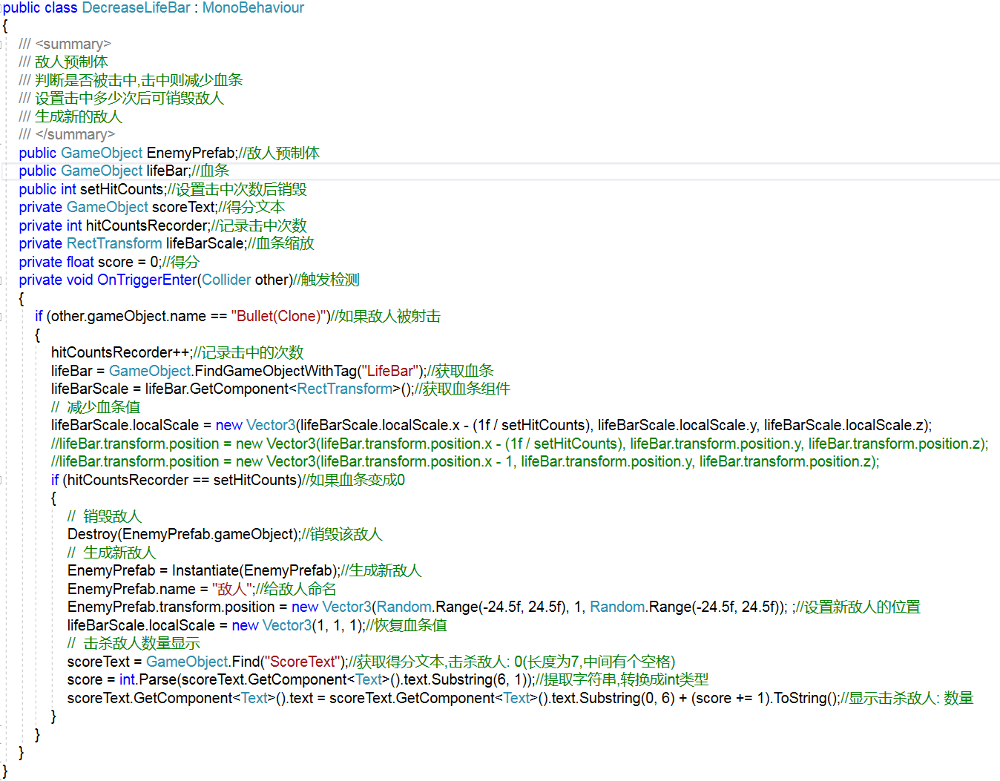 public class DecreaseLifeBar : MonoBehaviour
{
/// <summary>
/// 敌人预制体
/// 判断是否被击中,击中则减少血条
/// 设置击中多少次后可销毁敌人
/// 生成新的敌人
/// </summary>
public GameObject EnemyPrefab;//敌人预制体
public GameObject lifeBar;//血条
public int setHitCounts;//设置击中次数后销毁
private GameObject scoreText;//得分文本
private int hitCountsRecorder;//记录击中次数
private RectTransform lifeBarScale;//血条缩放
private float score = 0;//得分
private void OnTriggerEnter(Collider other)//触发检测
{
if (other.gameObject.name == "Bullet(Clone)")//如果敌人被射击
{
hitCountsRecorder++;//记录击中的次数
lifeBar = GameObject.FindGameObjectWithTag("LifeBar");//获取血条
lifeBarScale = lifeBar.GetComponent<RectTransform>();//获取血条组件
// 减少血条值
lifeBarScale.localScale = new Vector3(lifeBarScale.localScale.x - (1f / setHitCounts), lifeBarScale.localScale.y, lifeBarScale.localScale.z);
//lifeBar.transform.position = new Vector3(lifeBar.transform.position.x - (1f / setHitCounts), lifeBar.transform.position.y, lifeBar.transform.position.z);
//lifeBar.transform.position = new Vector3(lifeBar.transform.position.x - 1, lifeBar.transform.position.y, lifeBar.transform.position.z);
if (hitCountsRecorder == setHitCounts)//如果血条变成0
{
// 销毁敌人
Destroy(EnemyPrefab.gameObject);//销毁该敌人
// 生成新敌人
EnemyPrefab = Instantiate(EnemyPrefab);//生成新敌人
EnemyPrefab.name = "敌人";//给敌人命名
EnemyPrefab.transform.position = new Vector3(Random.Range(-24.5f, 24.5f), 1, Random.Range(-24.5f, 24.5f)); ;//设置新敌人的位置
lifeBarScale.localScale = new Vector3(1, 1, 1);//恢复血条值
// 击杀敌人数量显示
scoreText = GameObject.Find("ScoreText");//获取得分文本,击杀敌人: 0(长度为7,中间有个空格)
score = int.Parse(scoreText.GetComponent<Text>().text.Substring(6, 1));//提取字符串,转换成int类型
scoreText.GetComponent<Text>().text = scoreText.GetComponent<Text>().text.Substring(0, 6) + (score += 1).ToString();//显示击杀敌人: 数量
}
}
}
}